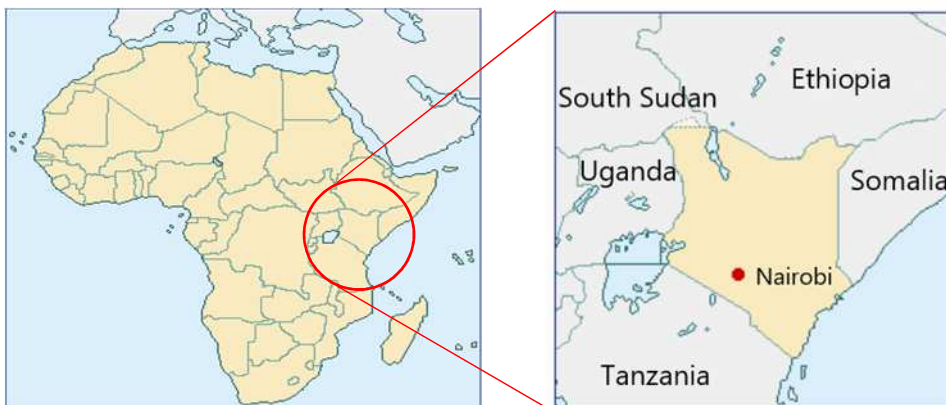 Ethiopia
South Sudan
Uganda
Somalia
Nairobi
Tanzania